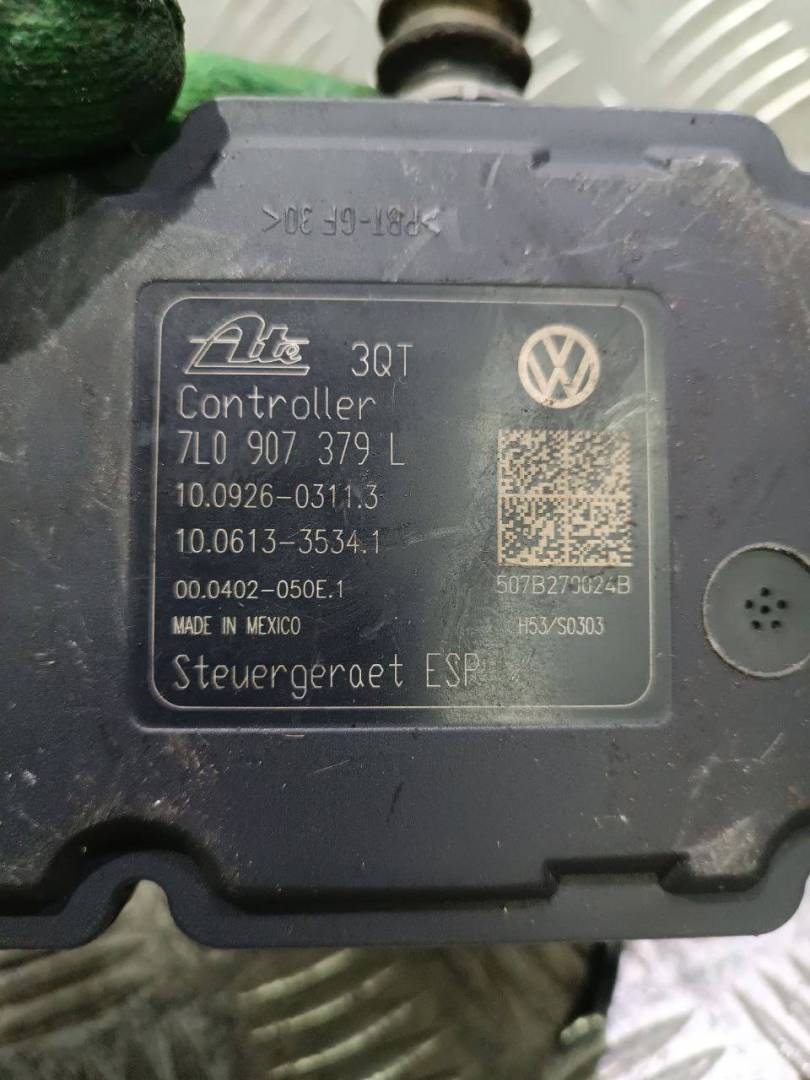 >PBT-GF 30<
Ate 3QT
Controller
7L0 907 379 L
10.0926-0311.3
10.0613-3534.1
00.0402-050E.1
507B270024B
MADE IN MEXICO
H53/S0303
Steuergeraet ESP